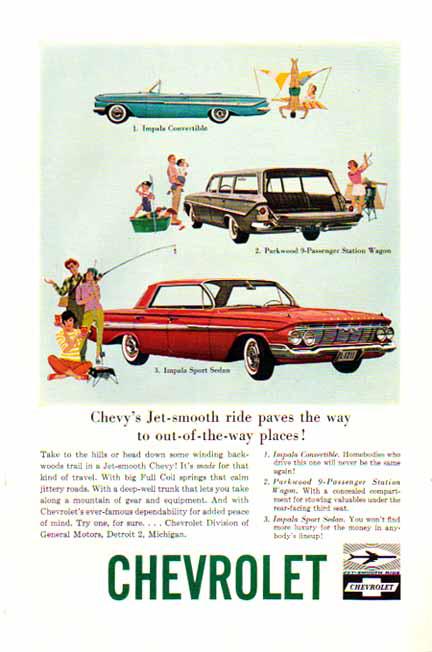 1. Impala Convertible
2. Parkwood 9-Passenger Station Wagon
3. Impala Sport Sedan
Chevy's Jet-smooth ride paves the way
to out-of-the-way places!
Take to the hills or head down some winding back-
woods trail in a Jet-smooth Chevy! It's made for that
kind of travel. With big Full Coil springs that calm
jittery roads. With a deep-well trunk that lets you take
along a mountain of gear and equipment. And with
Chevrolet's ever-famous dependability for added peace
of mind. Try one, for sure. . . . Chevrolet Division of
General Motors, Detroit 2, Michigan.
1. Impala Convertible. Homebodies who
drive this one will never be the same
again!
2. Parkwood 9-Passenger Station
Wagon. With a concealed compart-
ment for stowing valuables under the
rear-facing third seat.
3. Impala Sport Sedan. You won't find
more luxury for the money in any-
body's lineup!
CHEVROLET
JET-SMOOTH RIDE
CHEVROLET